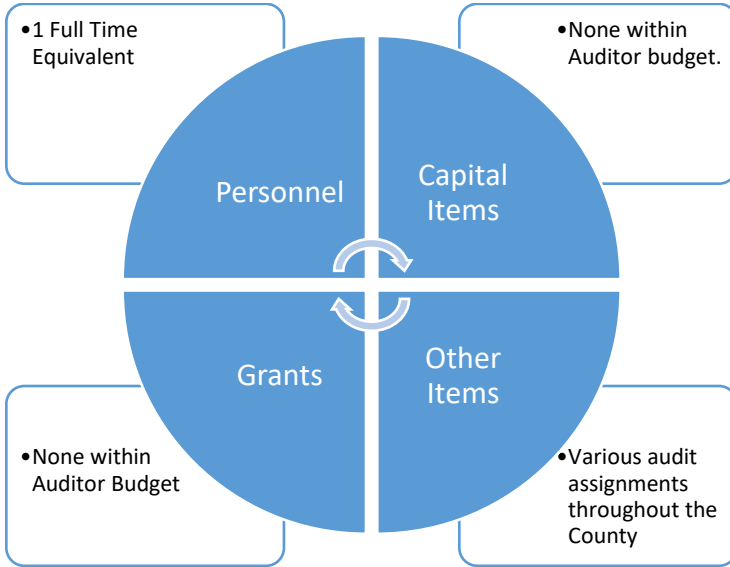 •1 Full Time
Equivalent
•None within
Auditor budget.
Personnel
Capital
Items
Grants
Other
Items
•None within
Auditor Budget
•Various audit
assignments
throughout the
County